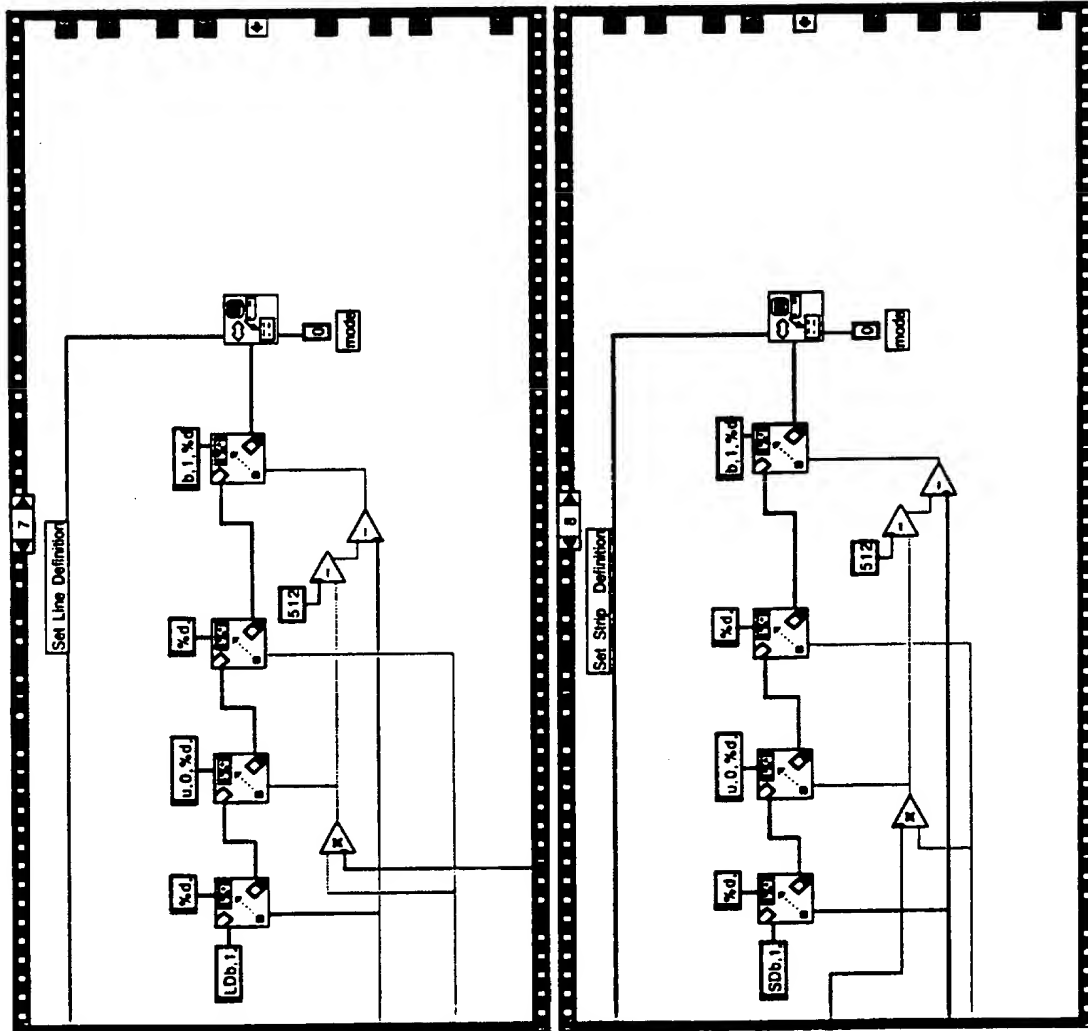 7
Set Line Definition
LDb,1,
%d,
u,0,%d,
%d,
b,1,%d
512
0
mode
8
Set Strip Definition
SDb,1,
%d,
u,0,%d,
%d,
b,1,%d
512
0
mode